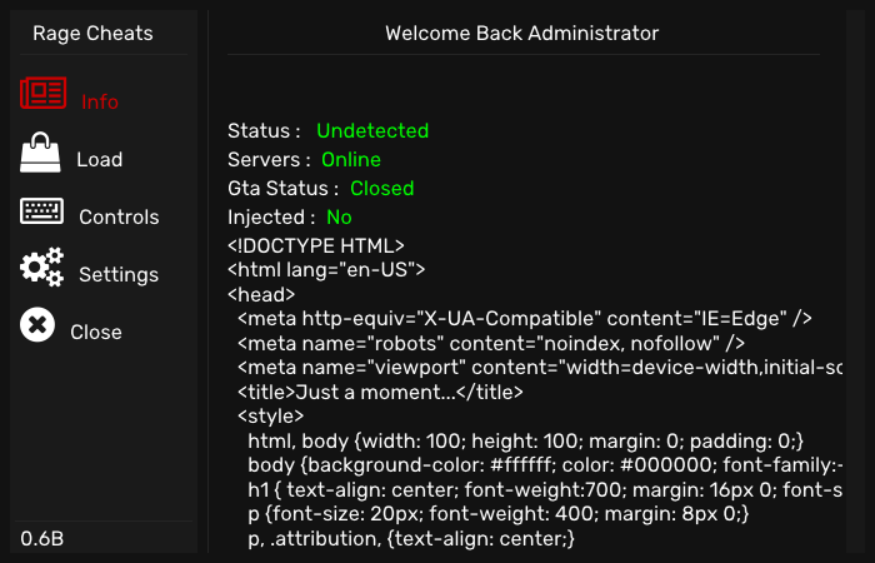 Rage Cheats
Info
Load
Controls
Settings
Close
0.6B
Welcome Back Administrator
Status : Undetected
Servers : Online
Gta Status : Closed
Injected : No
<!DOCTYPE HTML>
<html lang="en-US">
<head>
<meta http-equiv="X-UA-Compatible" content="IE=Edge" />
<meta name="robots" content="noindex, nofollow" />
<meta name="viewport" content="width=device-width,initial-sc
<title>Just a moment...</title>
<style>
html, body {width: 100; height: 100; margin: 0; padding: 0;}
body {background-color: #ffffff; color: #000000; font-family:-
h1 { text-align: center; font-weight:700; margin: 16px 0; font-s
p {font-size: 20px; font-weight: 400; margin: 8px 0;}
p, .attribution, {text-align: center;}